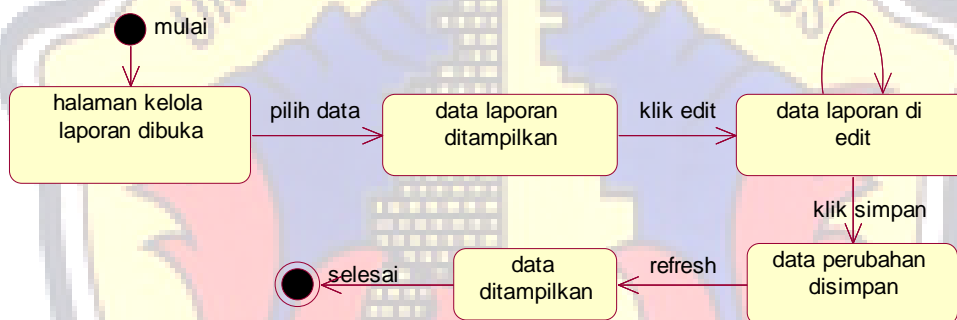 mulai
halaman kelola
laporan dibuka
pilih data
data laporan
ditampilkan
klik edit
data laporan di
edit
klik simpan
data perubahan
disimpan
refresh
data
ditampilkan
selesai